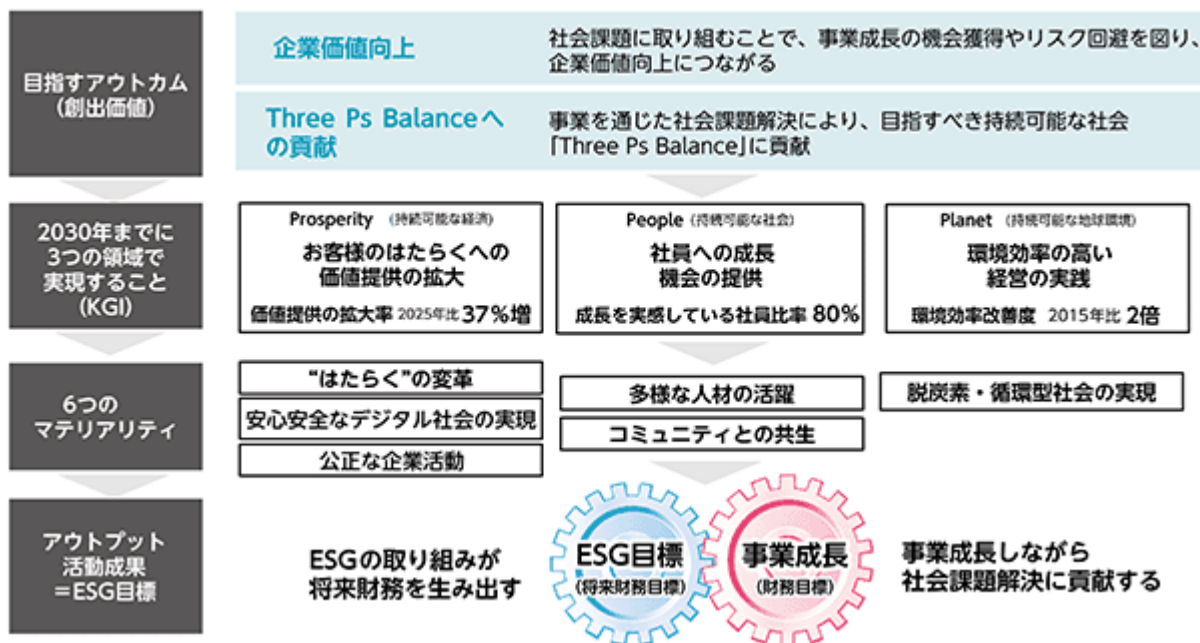 目指すアウトカム
(創出価値)
企業価値向上
社会課題に取り組むことで、事業成長の機会獲得やリスク回避を図り、
企業価値向上につながる
Three Ps Balanceへ
の貢献
事業を通じた社会課題解決により、目指すべき持続可能な社会
「Three Ps Balance」に貢献
2030年までに
3つの領域で
実現すること
(KGI)
Prosperity (持続可能な経済)
お客様のはたらくへの
価値提供の拡大
価値提供の拡大率 2025年比 37%増
People (持続可能な社会)
社員への成長
機会の提供
成長を実感している社員比率 80%
Planet (持続可能な地球環境)
環境効率の高い
経営の実践
環境効率改善度 2015年比 2倍
6つの
マテリアリティ
“はたらく”の変革
安心安全なデジタル社会の実現
公正な企業活動
多様な人材の活躍
コミュニティとの共生
脱炭素・循環型社会の実現
アウトプット
活動成果
＝ESG目標
ESGの取り組みが
将来財務を生み出す
ESG目標
(将来財務目標)
事業成長
(財務目標)
事業成長しながら
社会課題解決に貢献する